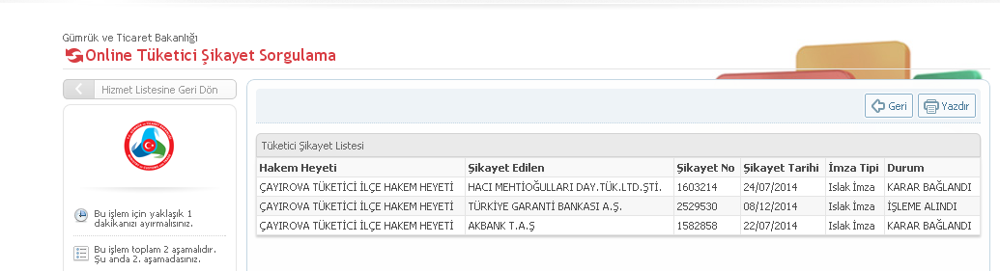 Gümrük ve Ticaret Bakanlığı
Online Tüketici Şikayet Sorgulama
Hizmet Listesine Geri Dön
Geri Yazdır
Tüketici Şikayet Listesi
Hakem Heyeti Şikayet Edilen Şikayet No Şikayet Tarihi İmza Tipi Durum
ÇAYIROVA TÜKETİCİ İLÇE HAKEM HEYETİ HACI MEHTİOĞULLARI DAY.TÜK.LTD.ŞTİ. 1603214 24/07/2014 Islak İmza KARAR BAĞLANDI
ÇAYIROVA TÜKETİCİ İLÇE HAKEM HEYETİ TÜRKİYE GARANTİ BANKASI A.Ş. 2529530 08/12/2014 Islak İmza İŞLEME ALINDI
ÇAYIROVA TÜKETİCİ İLÇE HAKEM HEYETİ AKBANK T.A.Ş 1582858 22/07/2014 Islak İmza KARAR BAĞLANDI
Bu işlem için yaklaşık 1
dakikanızı ayırmalısınız.
Bu işlem toplam 2 aşamalıdır.
Şu anda 2. aşamadasınız.